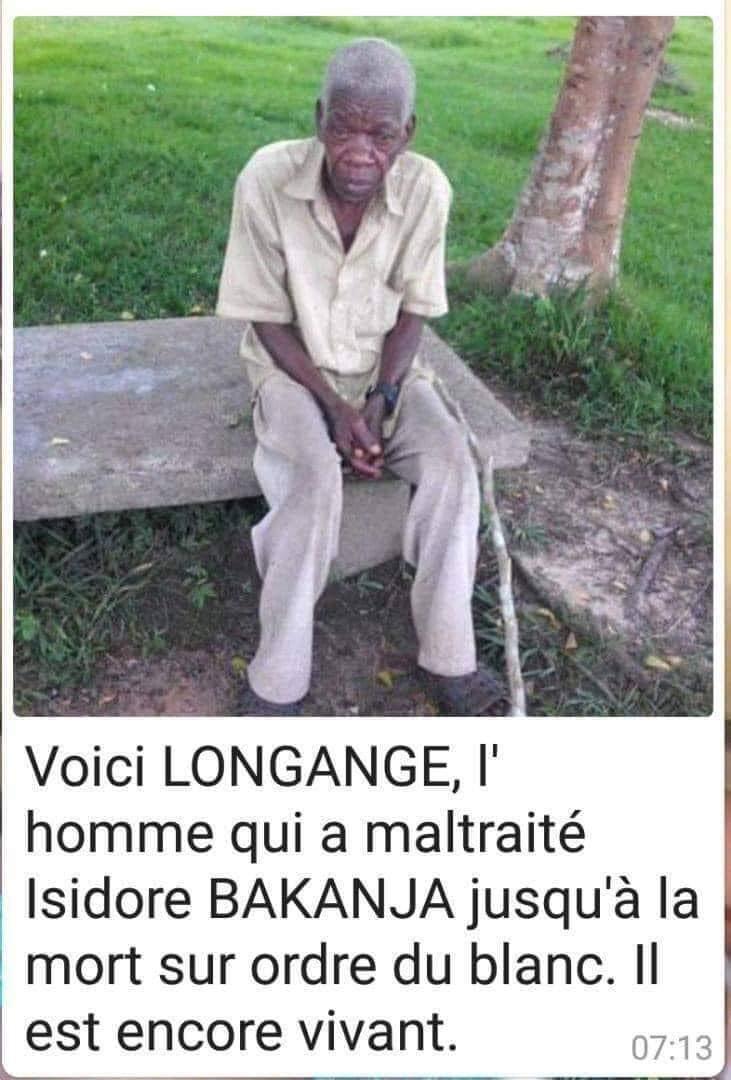 Voici LONGANGE, l'
homme qui a maltraité
Isidore BAKANJA jusqu'à la
mort sur ordre du blanc. Il
est encore vivant.
07:13